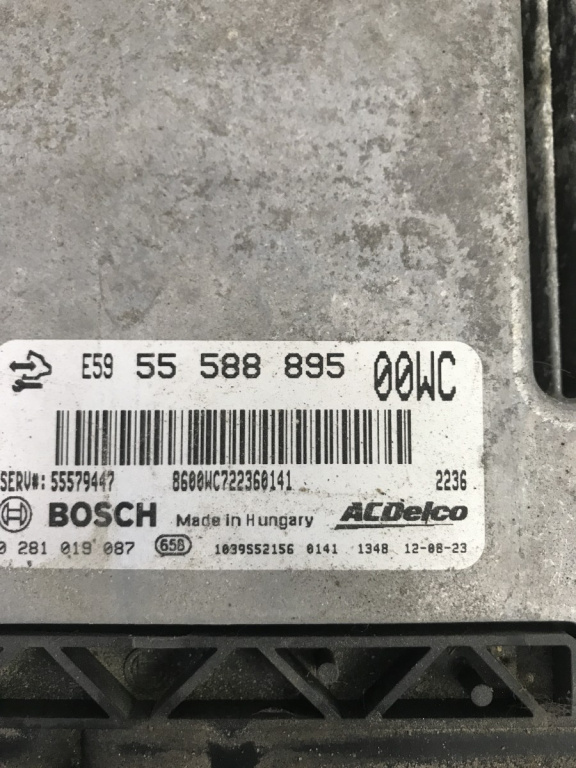 E59 55 588 895 00WC
SERV#: 55579447 8600WC722360141 2236
BOSCH Made in Hungary ACDelco
0 281 019 087 658 1039S52156 0141 1348 12-08-23